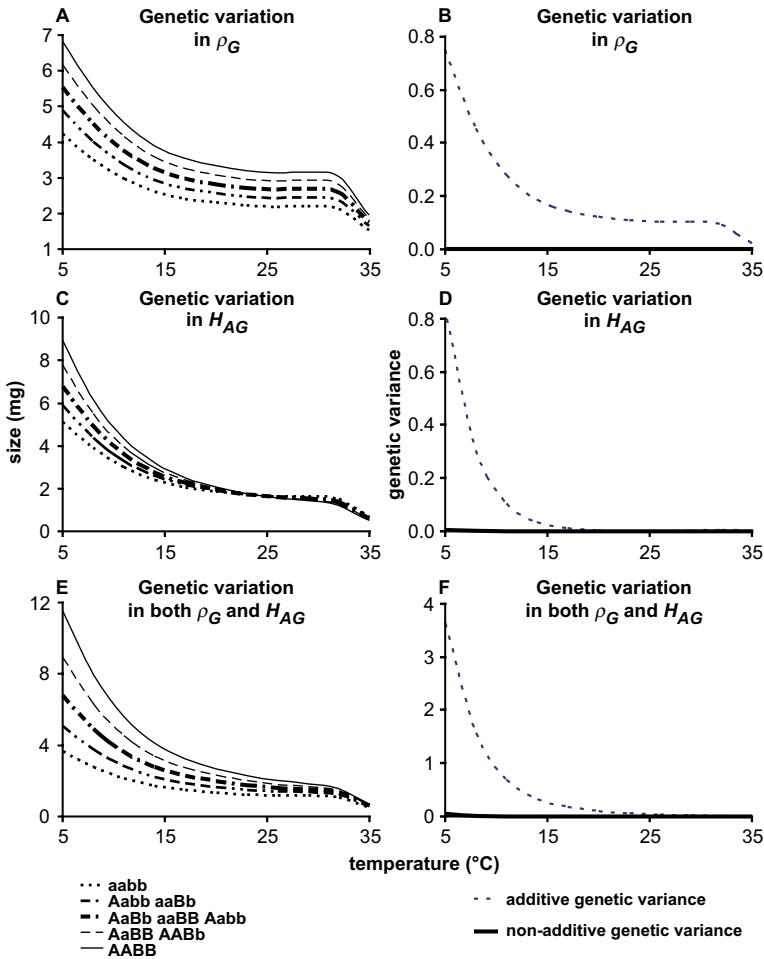 A Genetic variation
in ρG
7
6
5
4
3
2
1
5 15 25 35
B Genetic variation
in ρG
0.8
0.6
0.4
0.2
0.0
5 15 25 35
C Genetic variation
in HAG
10
8
6
4
2
0
5 15 25 35
size (mg)
D Genetic variation
in HAG
0.8
0.6
0.4
0.2
0.0
5 15 25 35
genetic variance
E Genetic variation
in both ρG and HAG
12
8
4
0
5 15 25 35
F Genetic variation
in both ρG and HAG
4
3
2
1
0
5 15 25 35
temperature (°C)
aabb
Aabb aaBb
AaBb aaBB Aabb
AaBB AABb
AABB
additive genetic variance
non-additive genetic variance